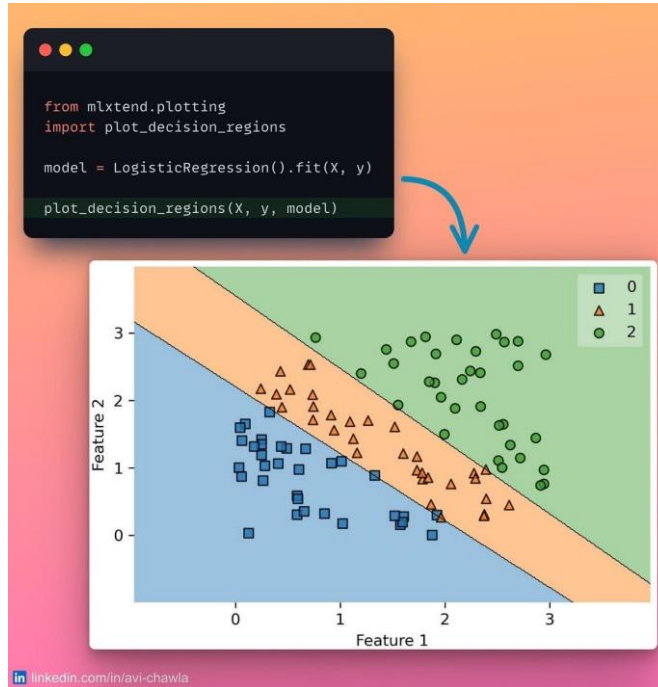 from mlxtend.plotting
import plot_decision_regions
model = LogisticRegression().fit(X, y)
plot_decision_regions(X, y, model)
0
1
2
3
2
1
0
Feature 2
0 1 2 3
Feature 1
in linkedin.com/in/avi-chawla